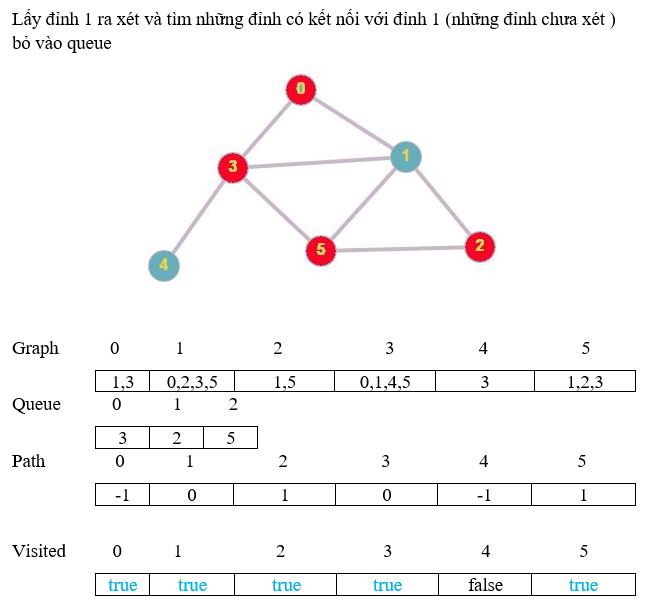 Lấy đỉnh 1 ra xét và tìm những đỉnh có kết nối với đỉnh 1 (những đỉnh chưa xét )
bỏ vào queue
0
1
3
2
5
4
Graph 0 1 2 3 4 5
1,3 0,2,3,5 1,5 0,1,4,5 3 1,2,3
Queue 0 1 2
3 2 5
Path 0 1 2 3 4 5
-1 0 1 0 -1 1
Visited 0 1 2 3 4 5
true true true true false true